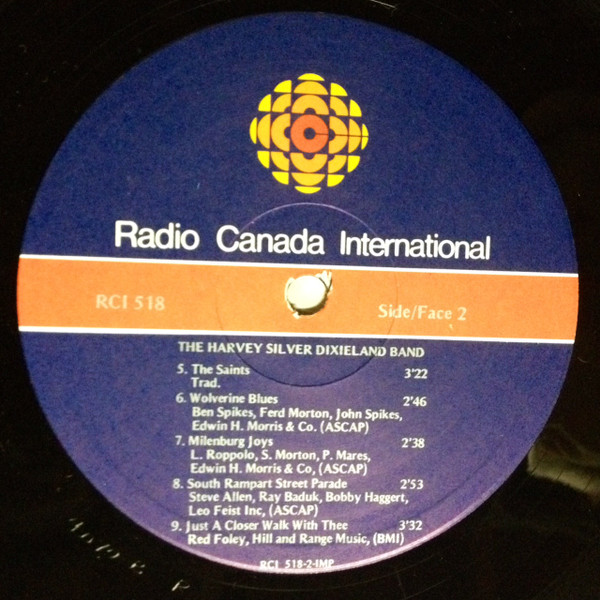 Radio Canada International
RCI 518
Side/Face 2
THE HARVEY SILVER DIXIELAND BAND
5. The Saints 3'22
Trad.
6. Wolverine Blues 2'46
Ben Spikes, Ferd Morton, John Spikes,
Edwin H. Morris & Co. (ASCAP)
7. Milenburg Joys 2'38
L. Roppolo, S. Morton, P. Mares,
Edwin H. Morris & Co, (ASCAP)
8. South Rampart Street Parade 2'53
Steve Allen, Ray Baduk, Bobby Haggert,
Leo Feist Inc, (ASCAP)
9. Just A Closer Walk With Thee 3'32
Red Foley, Hill and Range Music, (BMI)
RCI 518-2-IMP